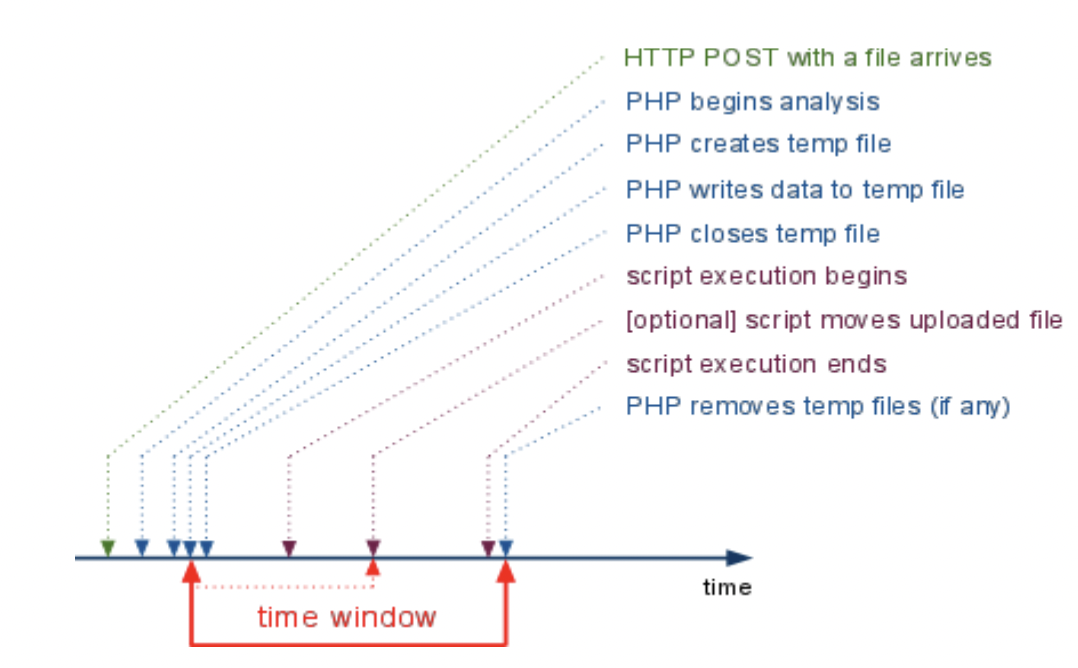 HTTP POST with a file arrives
PHP begins analysis
PHP creates temp file
PHP writes data to temp file
PHP closes temp file
script execution begins
[optional] script moves uploaded file
script execution ends
PHP removes temp files (if any)
time
time window